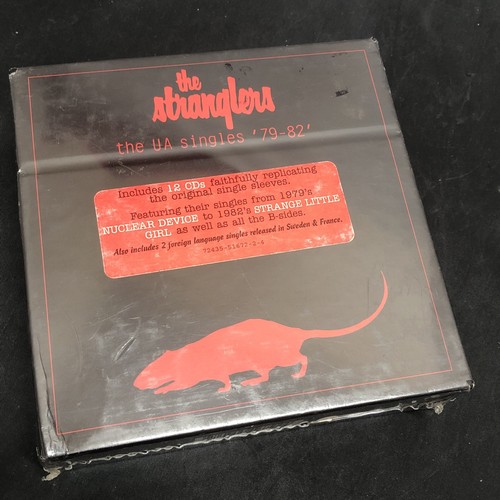 the
stranglers
the UA singles '79-82'
Includes 12 CDs faithfully replicating
the original single sleeves.
Featuring their singles from 1979's
NUCLEAR DEVICE to 1982's STRANGE LITTLE
GIRL as well as all the B-sides.
Also includes 2 foreign language singles released in Sweden & France.